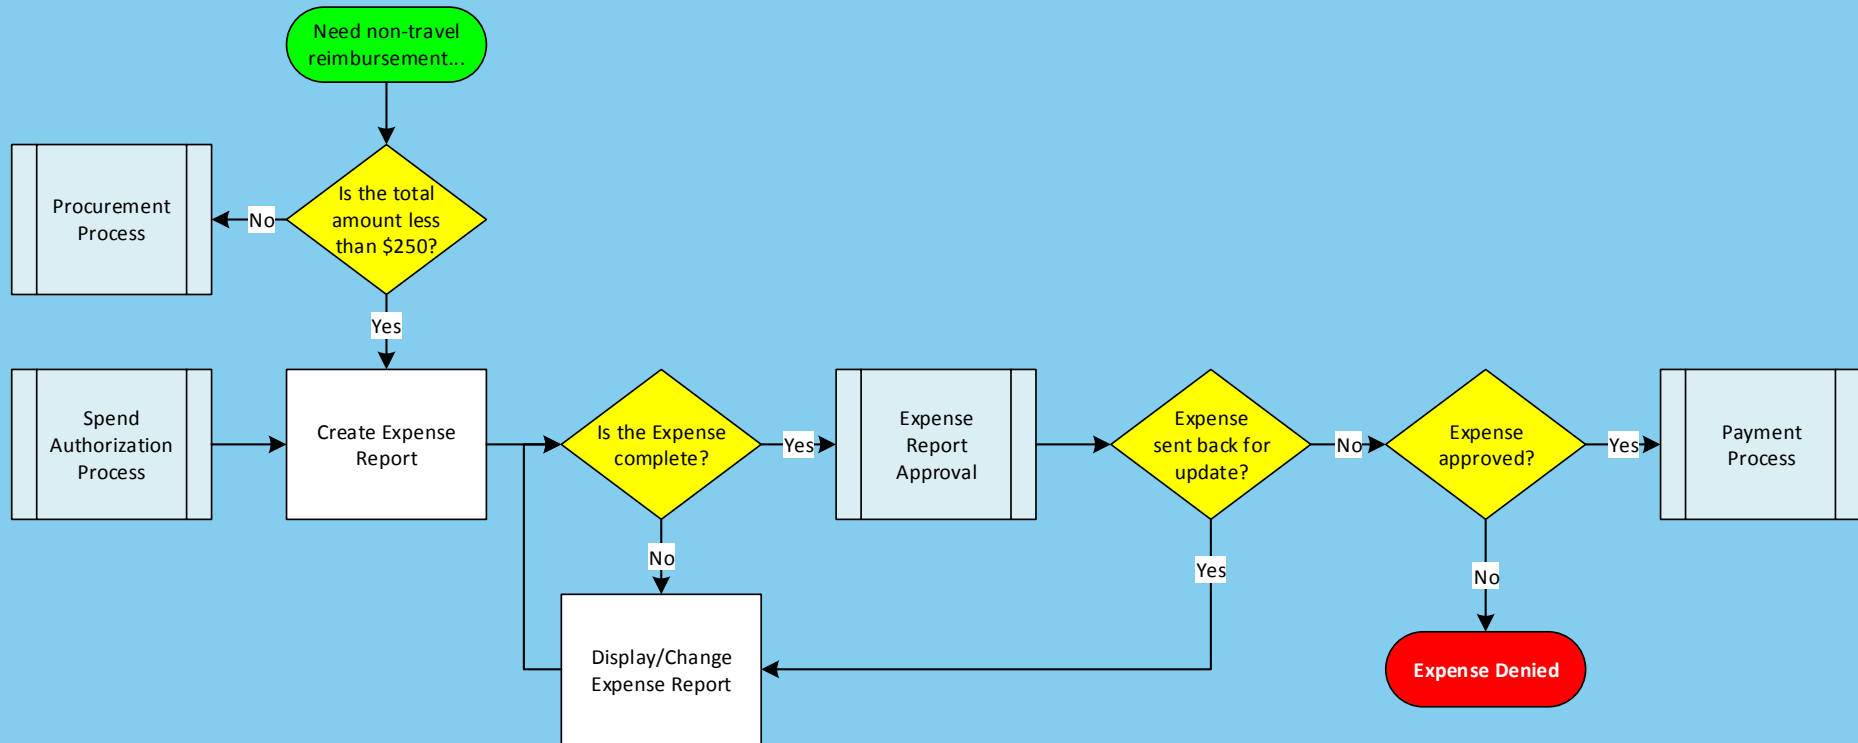 Need non-travel
reimbursement...
Procurement
Process
No
Is the total
amount less
than $250?
Yes
Spend
Authorization
Process
Create Expense
Report
Is the Expense
complete?
Yes
Expense
Report
Approval
Expense
sent back for
update?
No
Expense
approved?
Yes
Payment
Process
No
Yes
No
Display/Change
Expense Report
Expense Denied